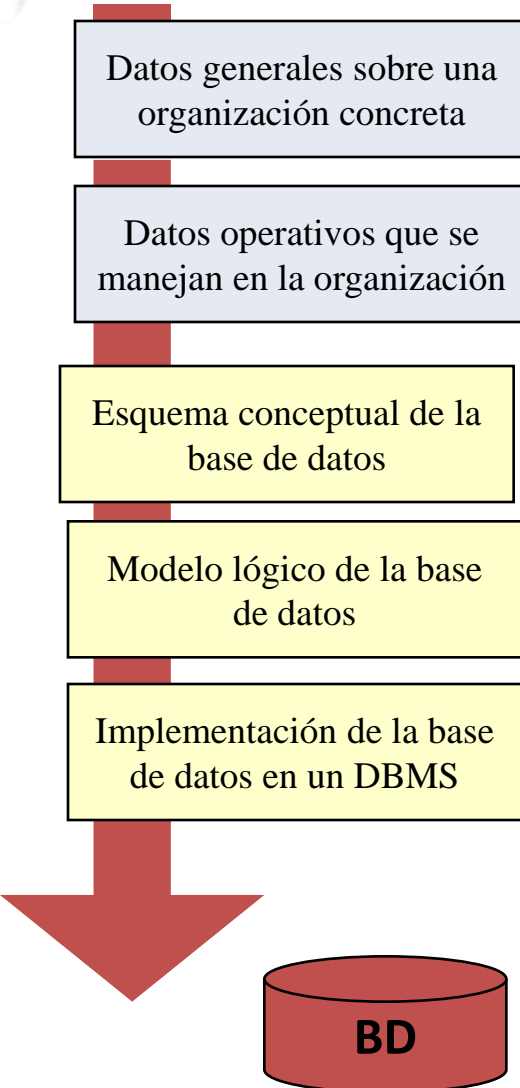 Datos generales sobre una
organización concreta
Datos operativos que se
manejan en la organización
Esquema conceptual de la
base de datos
Modelo lógico de la base
de datos
Implementación de la base
de datos en un DBMS
BD